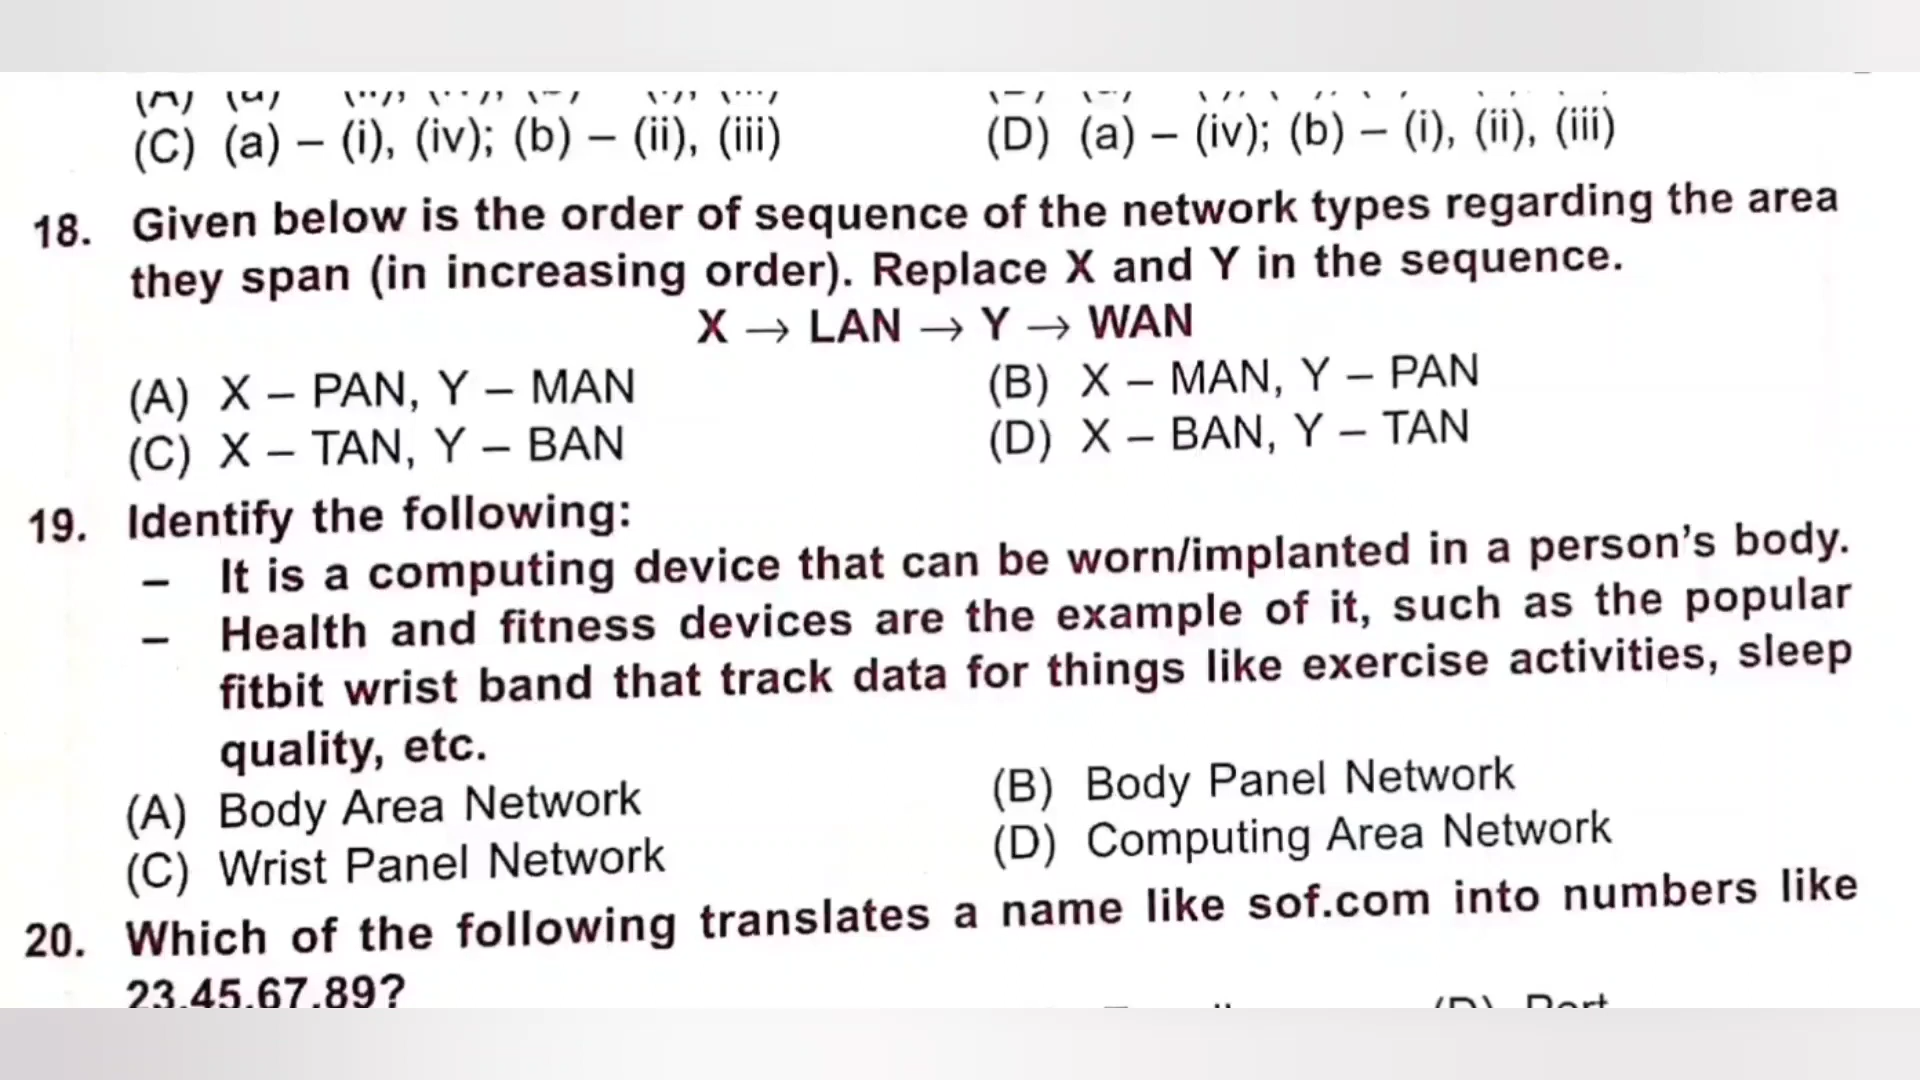 (C) (a) – (i), (iv); (b) – (ii), (iii) (D) (a) – (iv); (b) – (i), (ii), (iii)
18. Given below is the order of sequence of the network types regarding the area
they span (in increasing order). Replace X and Y in the sequence.
X → LAN → Y → WAN
(A) X – PAN, Y – MAN (B) X – MAN, Y – PAN
(C) X – TAN, Y – BAN (D) X – BAN, Y – TAN
19. Identify the following:
– It is a computing device that can be worn/implanted in a person's body.
– Health and fitness devices are the example of it, such as the popular
fitbit wrist band that track data for things like exercise activities, sleep
quality, etc.
(A) Body Area Network (B) Body Panel Network
(C) Wrist Panel Network (D) Computing Area Network
20. Which of the following translates a name like sof.com into numbers like
23.45.67.89?
(D) Port